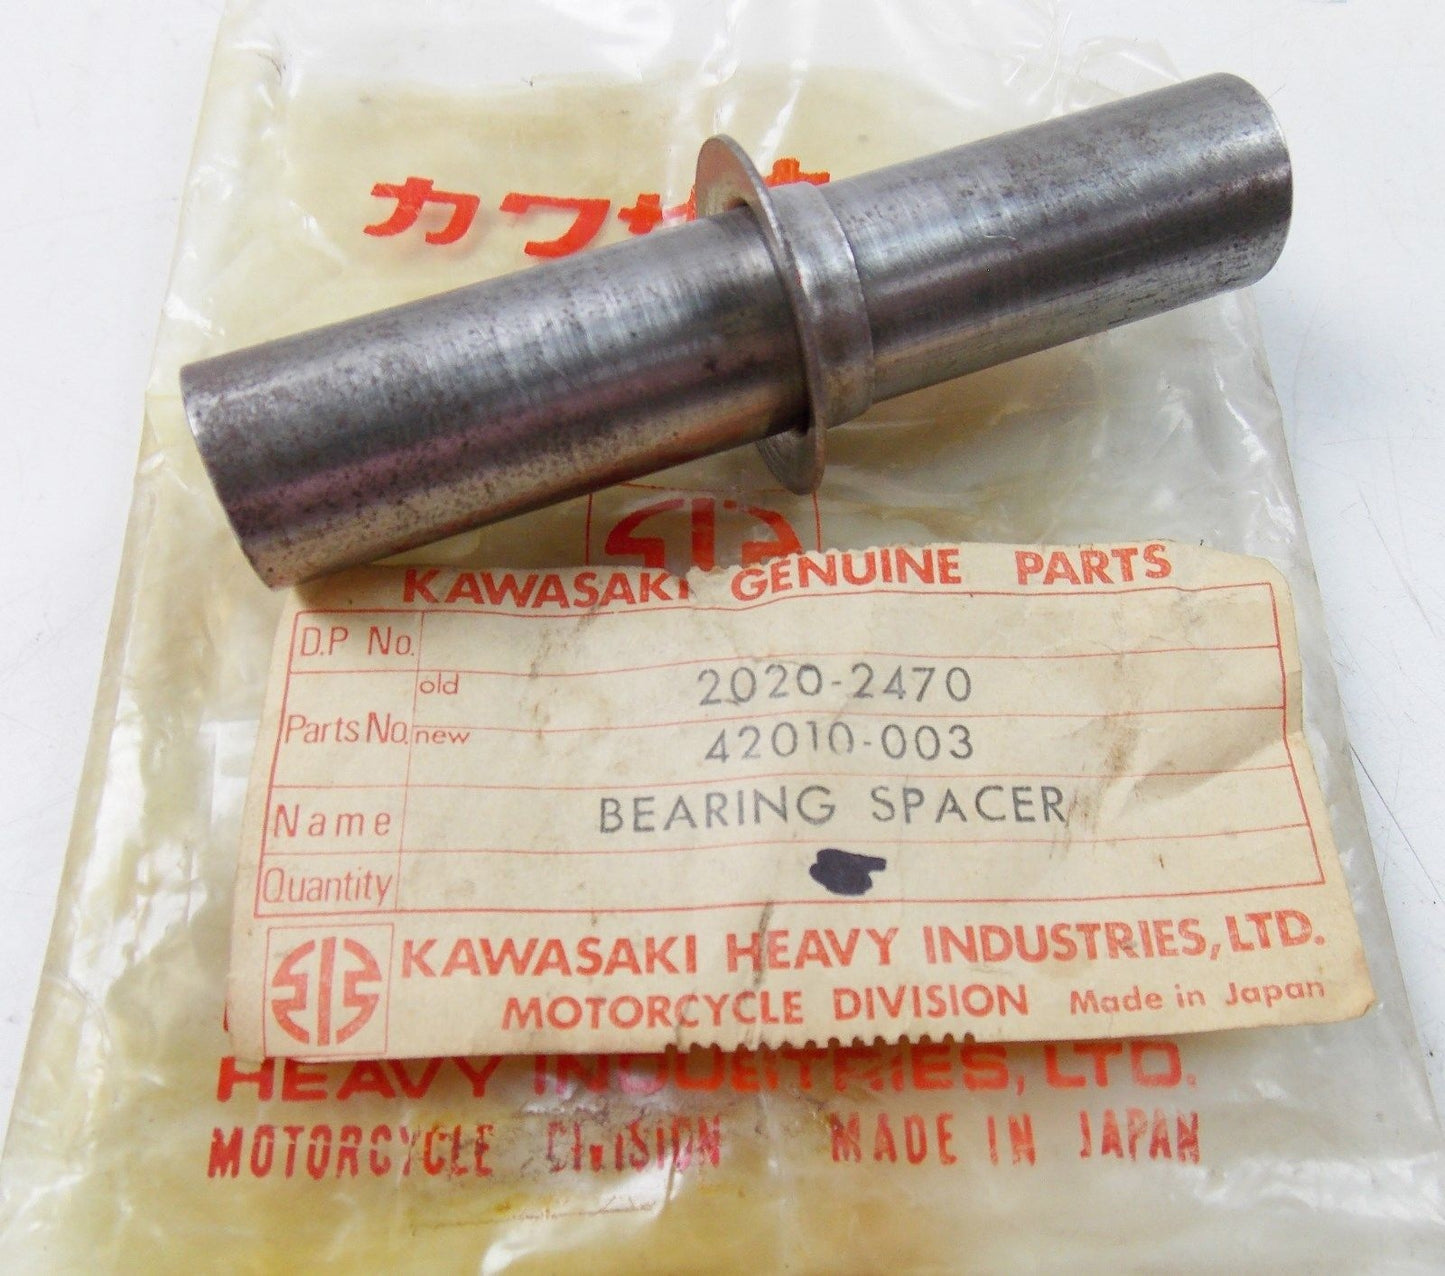 カワサキ
KAWASAKI GENUINE PARTS
D.P No.
Parts No. old 2020-2470
new 42010-003
Name BEARING SPACER
Quantity
KAWASAKI HEAVY INDUSTRIES, LTD.
MOTORCYCLE DIVISION Made in Japan
HEAVY INDUSTRIES, LTD.
MOTORCYCLE DIVISION MADE IN JAPAN